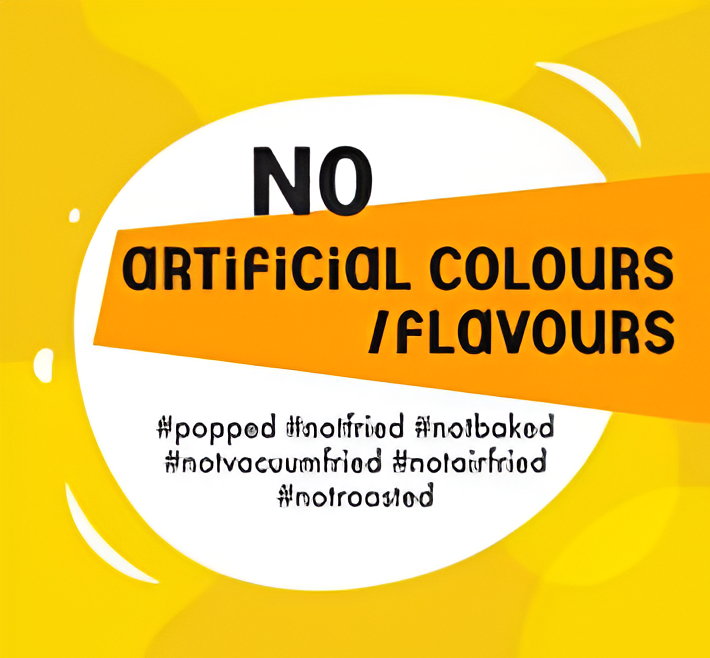 NO
ARTIFICIAL COLOURS
/FLAVOURS
#popped #notfried #notbaked
#notvacuumfried #notairfried
#notroasted